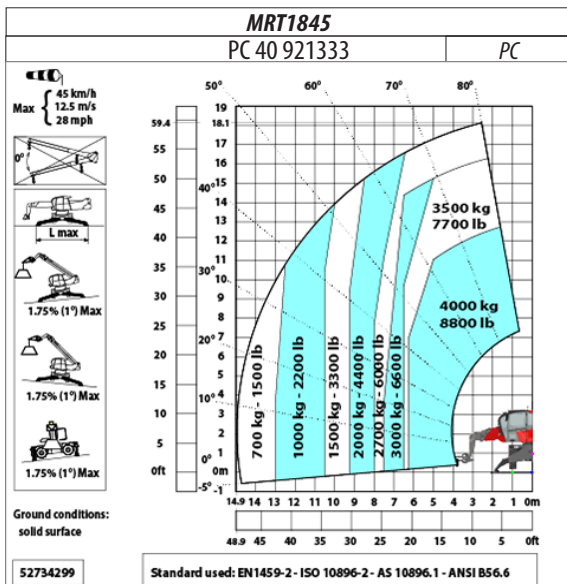 MRT1845
PC 40 921333
PC
Max
45 km/h
12.5 m/s
28 mph
0°
L max
1.75% (1°) Max
1.75% (1°) Max
1.75% (1°) Max
Ground conditions:
solid surface
52734299
50°
60°
70°
80°
40°
30°
20°
10°
0°
-5°
59.4
55
50
45
40
35
30
25
20
15
10
5
0ft
19
18.1
17
16
15
14
13
12
11
10
9
8
7
6
5
4
3
2
1
0m
-1
3500 kg
7700 lb
4000 kg
8800 lb
700 kg - 1500 lb
1000 kg - 2200 lb
1500 kg - 3300 lb
2000 kg - 4400 lb
2700 kg - 6000 lb
3000 kg - 6600 lb
14.9 14 13 12 11 10 9 8 7 6 5 4 3 2 1 0m
48.9 45 40 35 30 25 20 15 10 5 0ft
Standard used: EN1459-2 - ISO 10896-2 - AS 10896.1 - ANSI B56.6